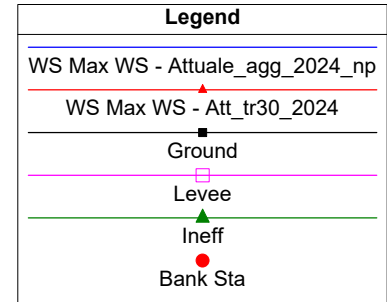 Legend
WS Max WS - Attuale_agg_2024_np
WS Max WS - Att_tr30_2024
Ground
Levee
Ineff
Bank Sta